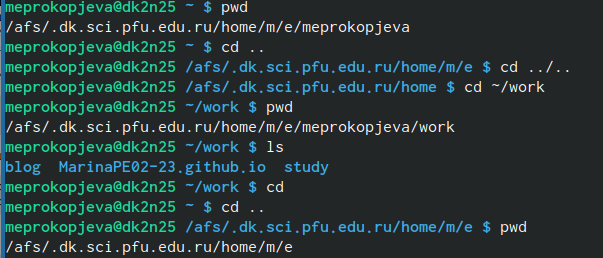 meprokopjeva@dk2n25 ~ $ pwd
/afs/.dk.sci.pfu.edu.ru/home/m/e/meprokopjeva
meprokopjeva@dk2n25 ~ $ cd ..
meprokopjeva@dk2n25 /afs/.dk.sci.pfu.edu.ru/home/m/e $ cd ../..
meprokopjeva@dk2n25 /afs/.dk.sci.pfu.edu.ru/home $ cd ~/work
meprokopjeva@dk2n25 ~/work $ pwd
/afs/.dk.sci.pfu.edu.ru/home/m/e/meprokopjeva/work
meprokopjeva@dk2n25 ~/work $ ls
blog  MarinaPE02-23.github.io  study
meprokopjeva@dk2n25 ~/work $ cd
meprokopjeva@dk2n25 ~ $ cd ..
meprokopjeva@dk2n25 /afs/.dk.sci.pfu.edu.ru/home/m/e $ pwd
/afs/.dk.sci.pfu.edu.ru/home/m/e